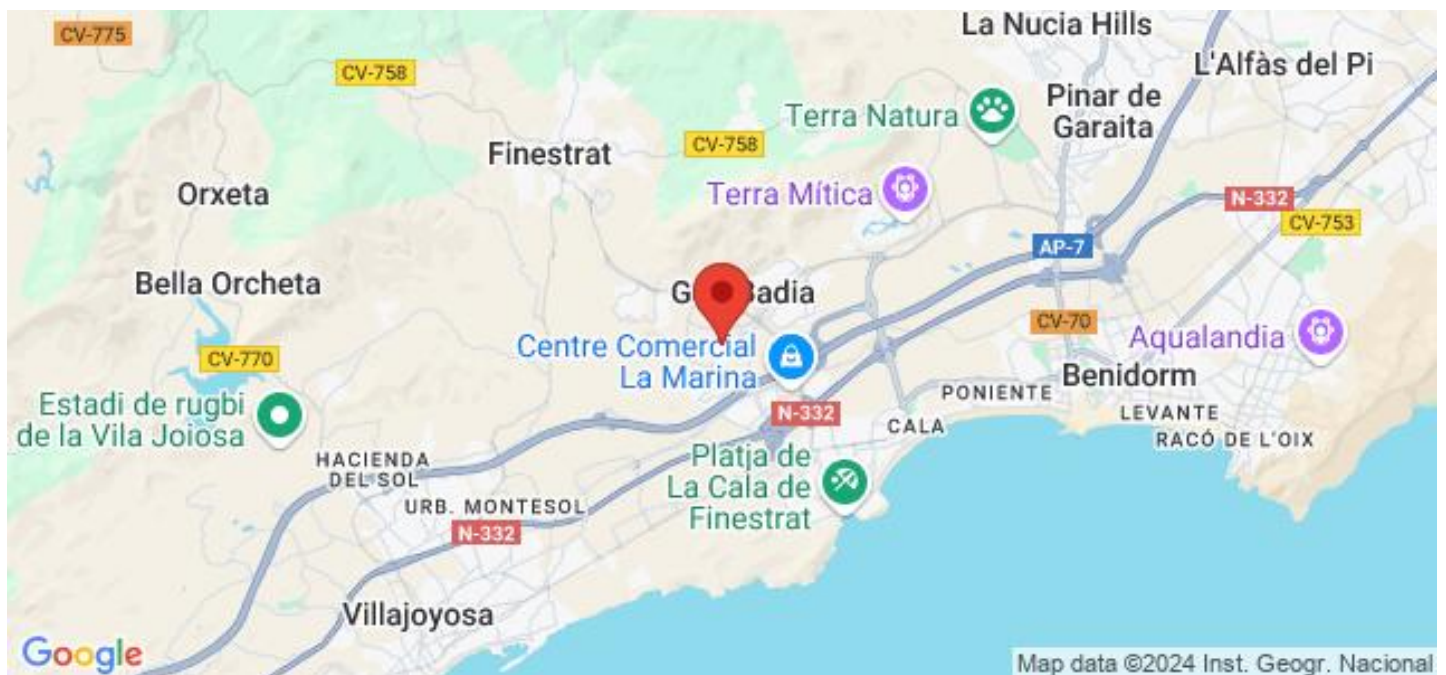 CV-775
CV-758
La Nucia Hills
L'Alfàs del Pi
Terra Natura
Pinar de
Garaita
Finestrat
CV-758
Orxeta
Terra Mítica
N-332
CV-753
AP-7
Bella Orcheta
Badia
CV-70
Centre Comercial
La Marina
Aqualandia
CV-770
Benidorm
Estadi de rugbi
de la Vila Joiosa
PONIENTE
N-332
CALA
LEVANTE
RACÓ DE L'OIX
HACIENDA
DEL SOL
Platja de
La Cala de
Finestrat
URB. MONTESOL
N-332
Villajoyosa
Google
Map data ©2024 Inst. Geogr. Nacional